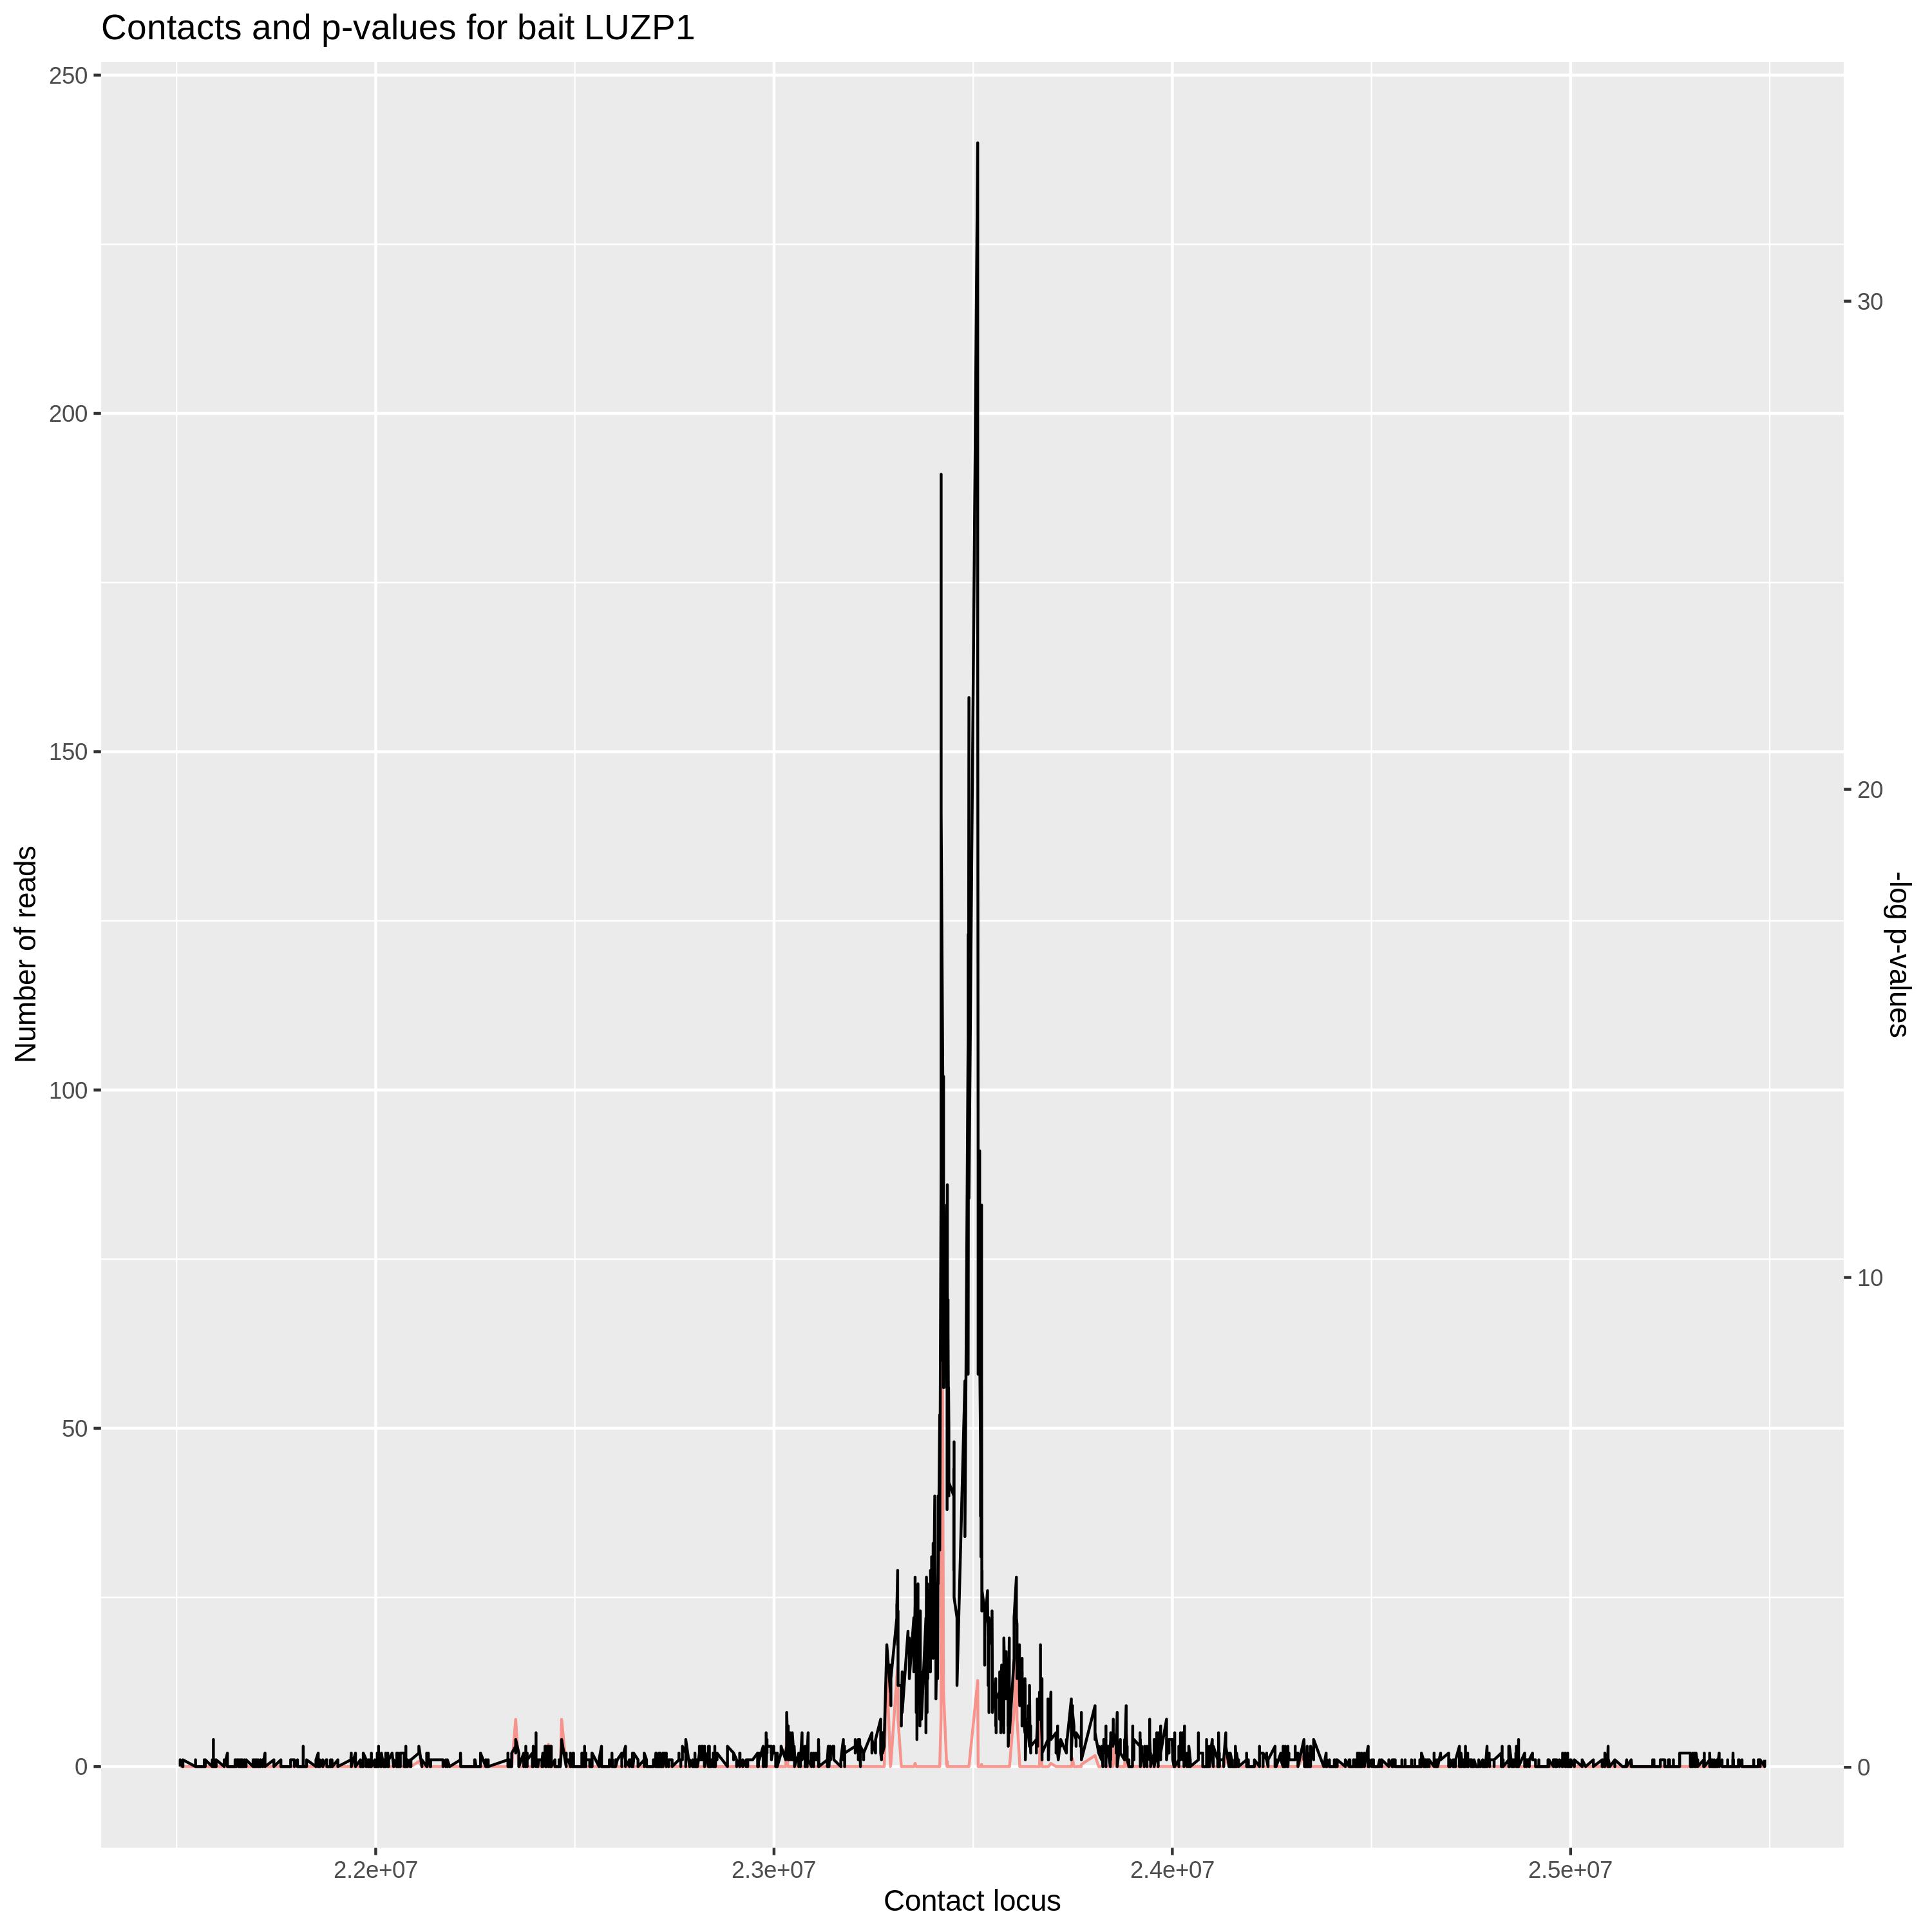 Contacts and p-values for bait LUZP1
250
200
150
100
50
0
Number of reads
30
20
10
0
-log p-values
2.2e+07 2.3e+07 2.4e+07 2.5e+07
Contact locus